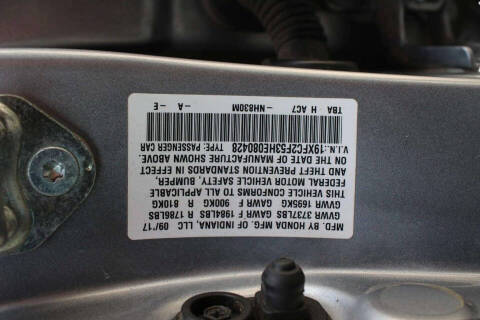 MFD. BY HONDA MFG. OF INDIANA, LLC 09/17
GVWR 3737LBS GAWR F 1984LBS R 1786LBS
GVWR 1695KG GAWR F 900KG R 810KG
THIS VEHICLE CONFORMS TO ALL APPLICABLE
FEDERAL MOTOR VEHICLE SAFETY, BUMPER,
AND THEFT PREVENTION STANDARDS IN EFFECT
ON THE DATE OF MANUFACTURE SHOWN ABOVE.
V.I.N.:19XFC2F53HE080428 TYPE: PASSENGER CAR
TBA H AC7 -NH830M -A -E